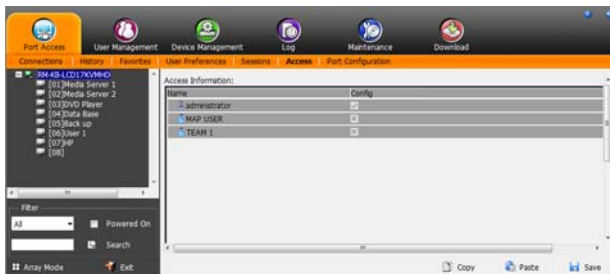 Port Access User Management Device Management Log Maintenance Download
Connections History Favorites User Preferences Sessions Access Port Configuration
RM-KB-LCD17KVMHD
[01]Media Server 1
[02]Media Server 2
[03]DVD Player
[04]Data Base
[05]Back up
[06]User 1
[07]HP
[08]
Access Information:
Name Config
administrator
MAP USER
TEAM 1
Filter
All Powered On
Search
Array Mode Exit
Copy Paste Save